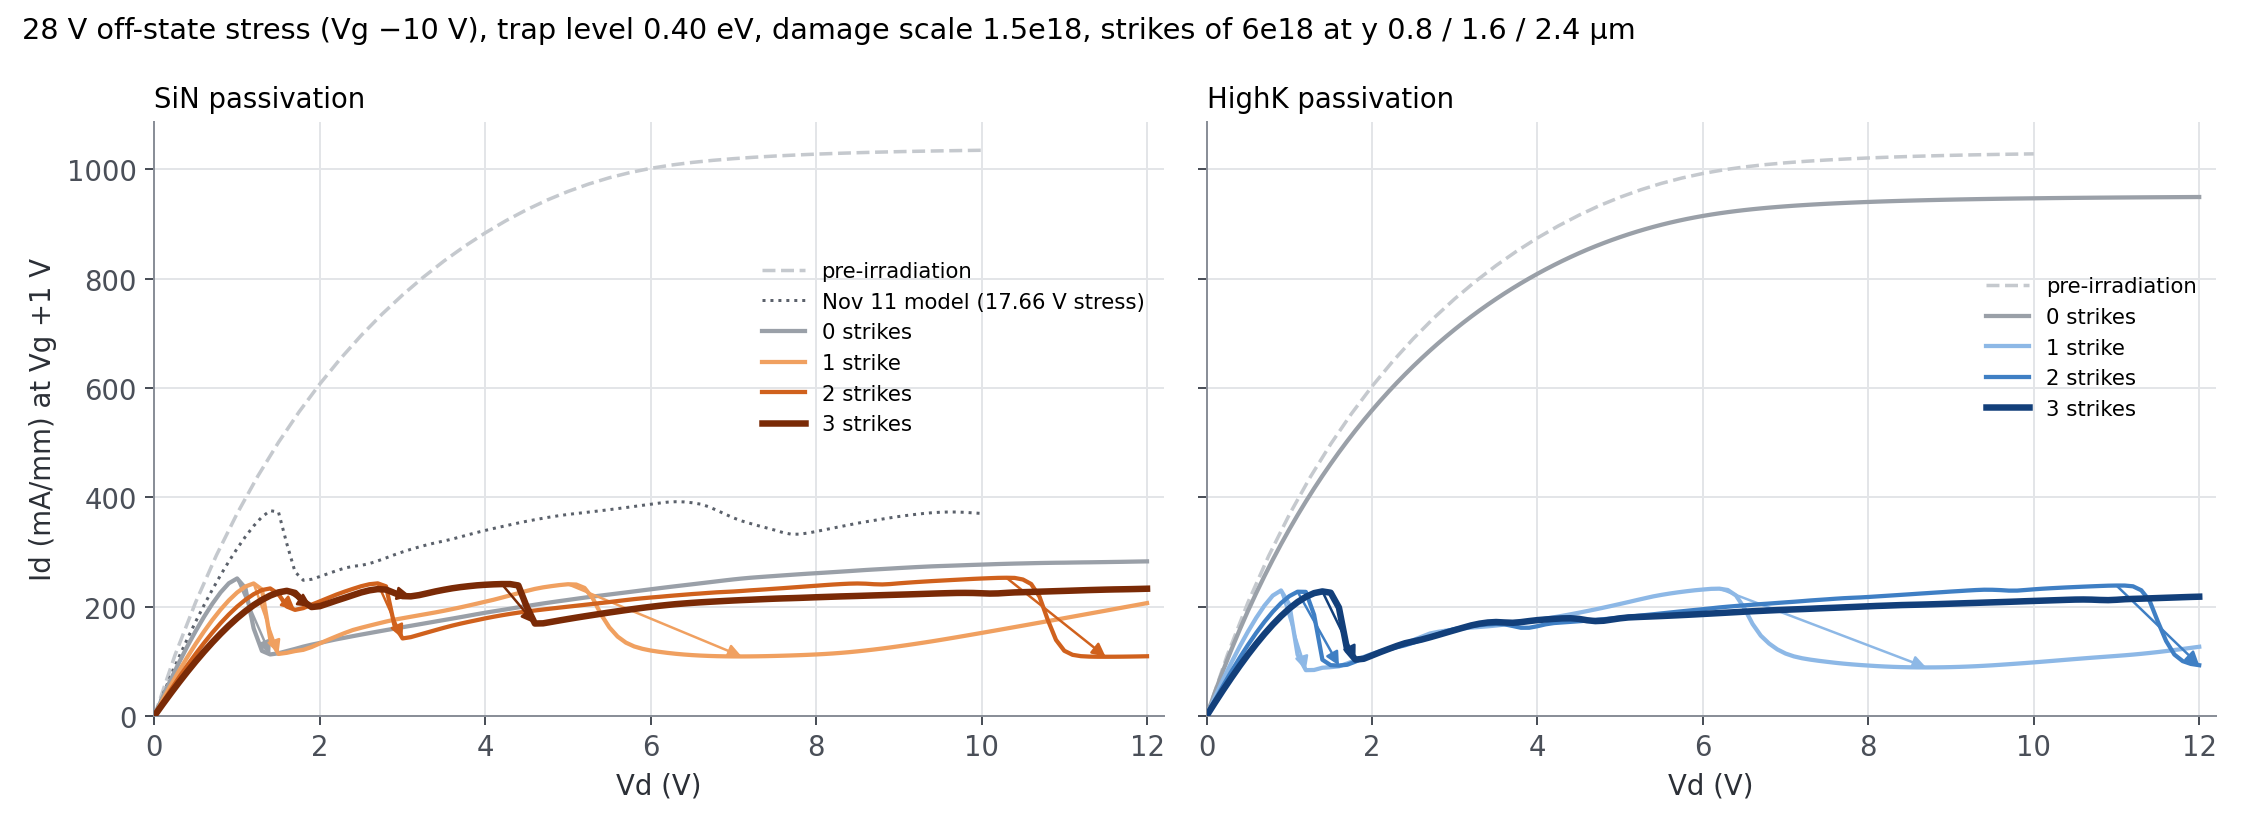 28 V off-state stress (Vg −10 V), trap level 0.40 eV, damage scale 1.5e18, strikes of 6e18 at y 0.8 / 1.6 / 2.4 µm
SiN passivation
Id (mA/mm) at Vg +1 V
1000
800
600
400
200
0
0 2 4 6 8 10 12
Vd (V)
pre-irradiation
Nov 11 model (17.66 V stress)
0 strikes
1 strike
2 strikes
3 strikes
HighK passivation
pre-irradiation
0 strikes
1 strike
2 strikes
3 strikes
0 2 4 6 8 10 12
Vd (V)